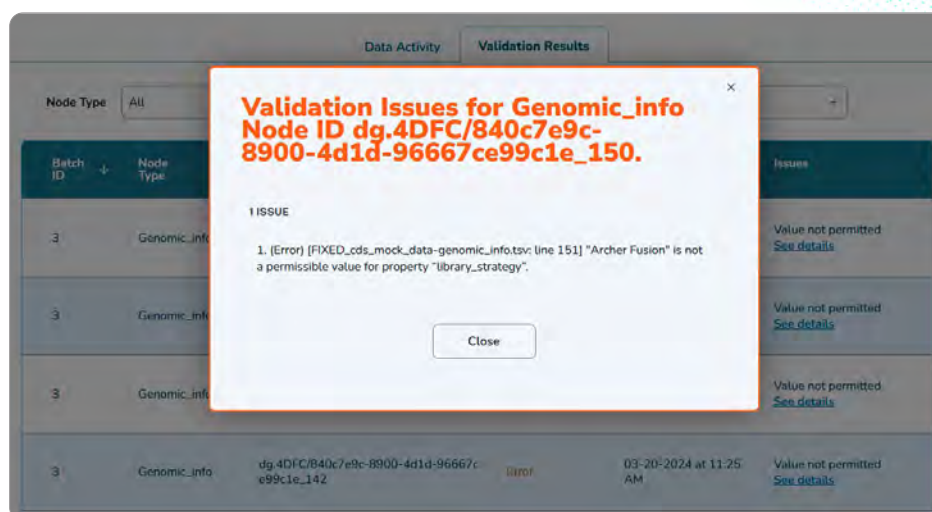 Data Activity Validation Results
Node Type All
Batch ID Node Type Issues
Validation Issues for Genomic_info
Node ID dg.4DFC/840c7e9c-
8900-4d1d-96667ce99c1e_150.
×
1 ISSUE
1. (Error) [FIXED_cds_mock_data-genomic_info.tsv: line 151] "Archer Fusion" is not
a permissible value for property "library_strategy".
Close
3 Genomic_info Value not permitted
See details
3 Genomic_info Value not permitted
See details
3 Genomic_info Value not permitted
See details
3 Genomic_info dg.4DFC/840c7e9c-8900-4d1d-96667c Error 03-20-2024 at 11:25 Value not permitted
e99c1e_142 AM See details